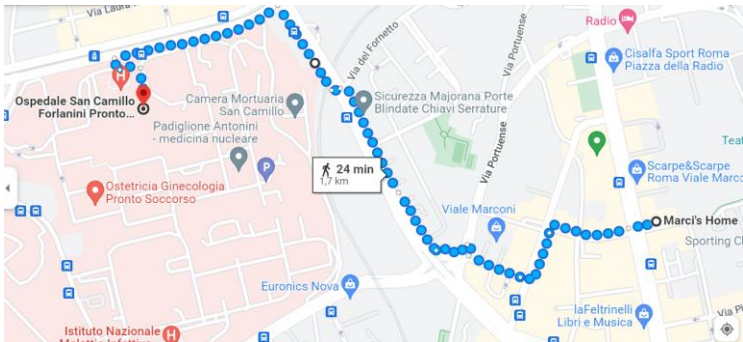 Via Laura
Radio
Cisalfa Sport Roma
Piazza della Radio
Via del Fornetto
Via Portuense
H
Ospedale San Camillo
Forlanini Pronto...
Camera Mortuaria
San Camillo
Sicurezza Majorana Porte
Blindate Chiavi Serrature
Padiglione Antonini
- medicina nucleare
P
24 min
1,7 km
Via Portuense
Scarpe&Scarpe
Roma Viale Marco
Ostetricia Ginecologia
Pronto Soccorso
Viale Marconi
Marci's Home
Sporting C
Euronics Nova
laFeltrinelli
Libri e Musica
Istituto Nazionale
H
Malattie Infettive